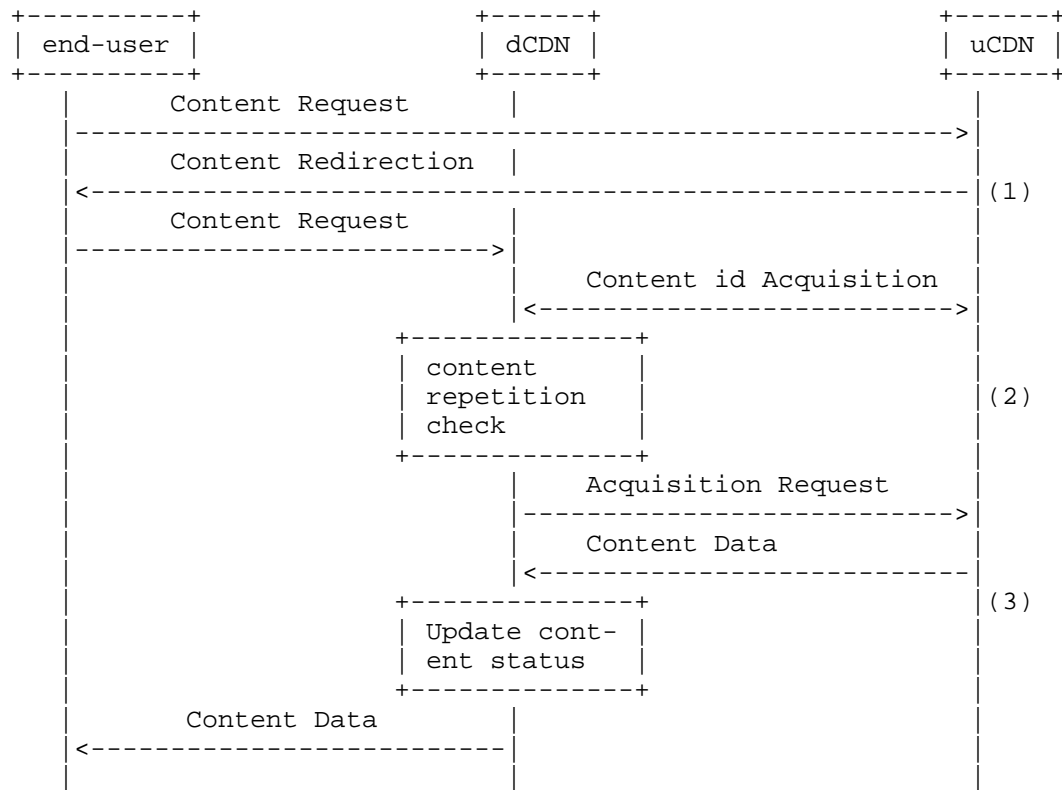 end-user dCDN uCDN
Content Request
Content Redirection
(1)
Content Request
Content id Acquisition
content
repetition (2)
check
Acquisition Request
Content Data
(3)
Update cont-
ent status
Content Data